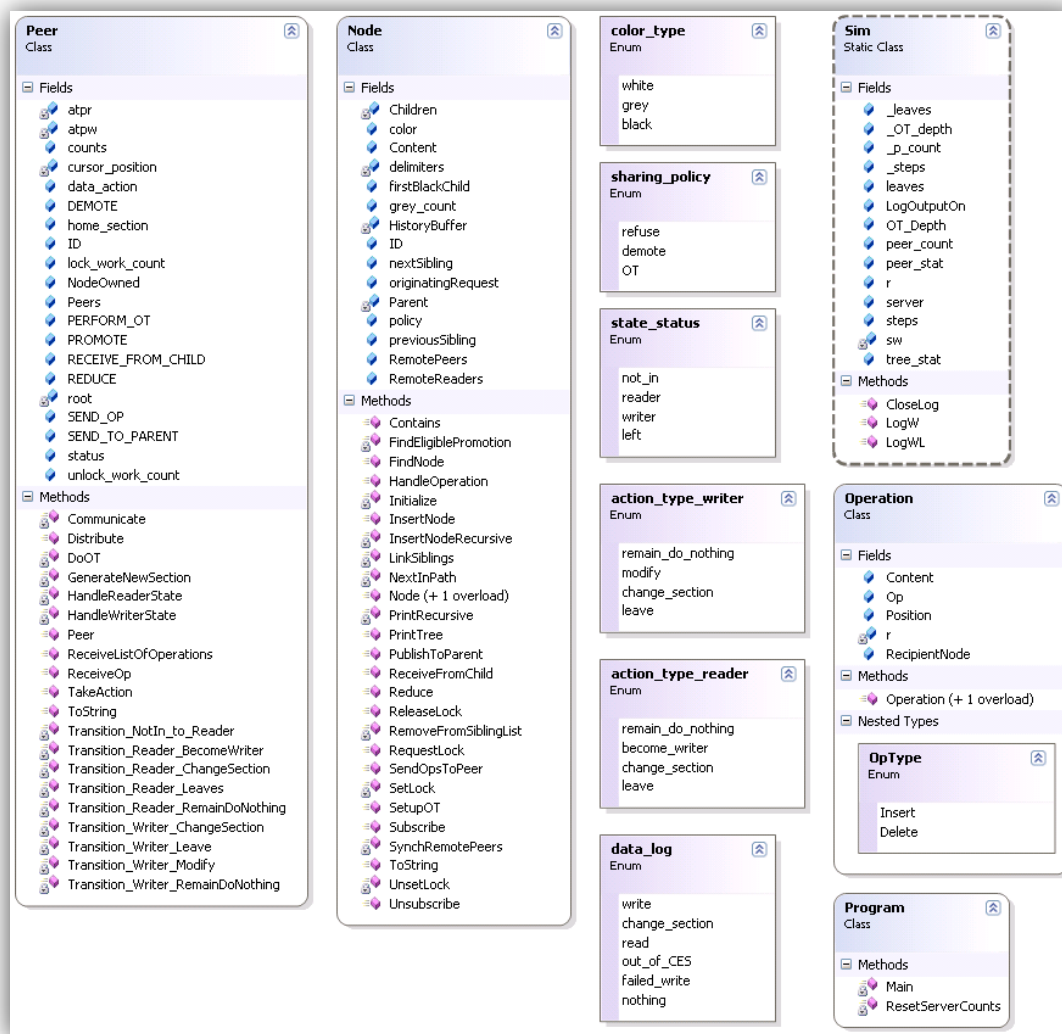 Peer
Class
Fields
atpr
atpw
counts
cursor_position
data_action
DEMOTE
home_section
ID
lock_work_count
NodeOwned
Peers
PERFORM_OT
PROMOTE
RECEIVE_FROM_CHILD
REDUCE
root
SEND_OP
SEND_TO_PARENT
status
unlock_work_count
Methods
Communicate
Distribute
DoOT
GenerateNewSection
HandleReaderState
HandleWriterState
Peer
ReceiveListOfOperations
ReceiveOp
TakeAction
ToString
Transition_NotIn_to_Reader
Transition_Reader_BecomeWriter
Transition_Reader_ChangeSection
Transition_Reader_Leaves
Transition_Reader_RemainDoNothing
Transition_Writer_ChangeSection
Transition_Writer_Leave
Transition_Writer_Modify
Transition_Writer_RemainDoNothing
Node
Class
Fields
Children
color
Content
delimiters
firstBlackChild
grey_count
HistoryBuffer
ID
nextSibling
originatingRequest
Parent
policy
previousSibling
RemotePeers
RemoteReaders
Methods
Contains
FindEligiblePromotion
FindNode
HandleOperation
Initialize
InsertNode
InsertNodeRecursive
LinkSiblings
NextInPath
Node (+ 1 overload)
PrintRecursive
PrintTree
PublishToParent
ReceiveFromChild
Reduce
ReleaseLock
RemoveFromSiblingList
RequestLock
SendOpsToPeer
SetLock
SetupOT
Subscribe
SynchRemotePeers
ToString
UnsetLock
Unsubscribe
color_type
Enum
white
grey
black
sharing_policy
Enum
refuse
demote
OT
state_status
Enum
not_in
reader
writer
left
action_type_writer
Enum
remain_do_nothing
modify
change_section
leave
action_type_reader
Enum
remain_do_nothing
become_writer
change_section
leave
data_log
Enum
write
change_section
read
out_of_CES
failed_write
nothing
Sim
Static Class
Fields
_leaves
_OT_depth
_p_count
_steps
leaves
LogOutputOn
OT_Depth
peer_count
peer_stat
r
server
steps
sw
tree_stat
Methods
CloseLog
LogW
LogWL
Operation
Class
Fields
Content
Op
Position
r
RecipientNode
Methods
Operation (+ 1 overload)
Nested Types
OpType
Enum
Insert
Delete
Program
Class
Methods
Main
ResetServerCounts